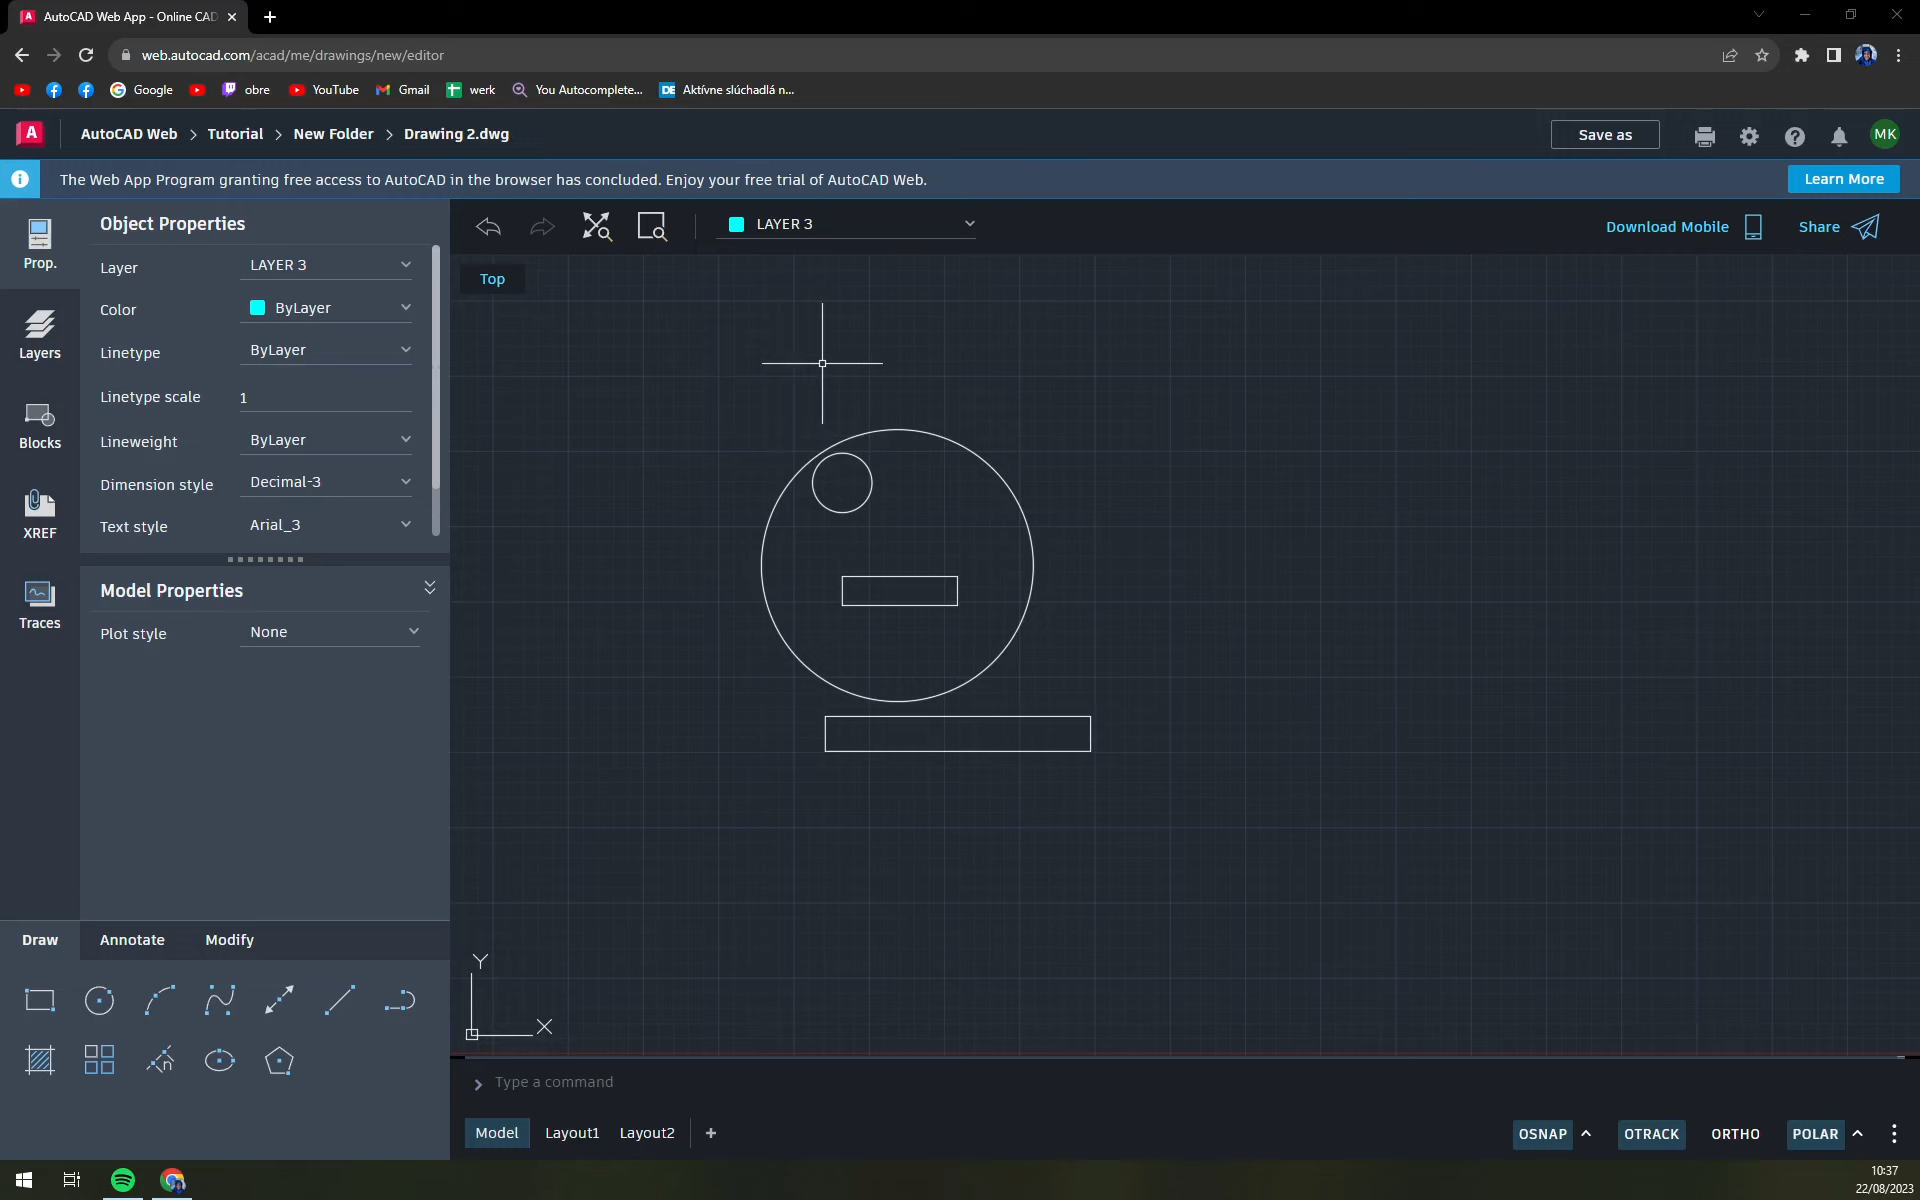 AutoCAD Web App - Online CAD
web.autocad.com/acad/me/drawings/new/editor
Google
obre
YouTube
Gmail
werk
You Autocomplete...
DE
Aktívne slúchadlá n...
A
AutoCAD Web > Tutorial > New Folder > Drawing 2.dwg
Save as
MK
The Web App Program granting free access to AutoCAD in the browser has concluded. Enjoy your free trial of AutoCAD Web.
Learn More
Prop.
Layers
Blocks
XREF
Traces
Object Properties
Layer LAYER 3
Color ByLayer
Linetype ByLayer
Linetype scale 1
Lineweight ByLayer
Dimension style Decimal-3
Text style Arial_3
Model Properties
Plot style None
LAYER 3
Download Mobile
Share
Top
Y
X
Draw
Annotate
Modify
n
Type a command
Model
Layout1
Layout2
+
OSNAP
OTRACK
ORTHO
POLAR
10:37
22/08/2023